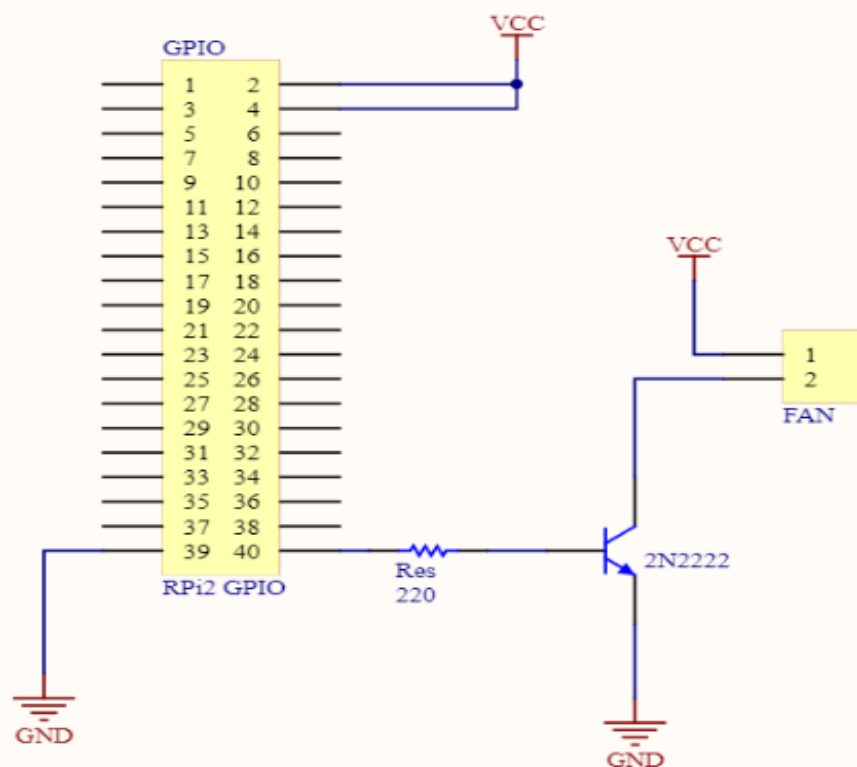 VCC
GPIO
1 2
3 4
5 6
7 8
9 10
11 12
13 14
15 16
17 18
19 20
21 22
23 24
25 26
27 28
29 30
31 32
33 34
35 36
37 38
39 40
RPi2 GPIO
Res
220
2N2222
VCC
1
2
FAN
GND
GND